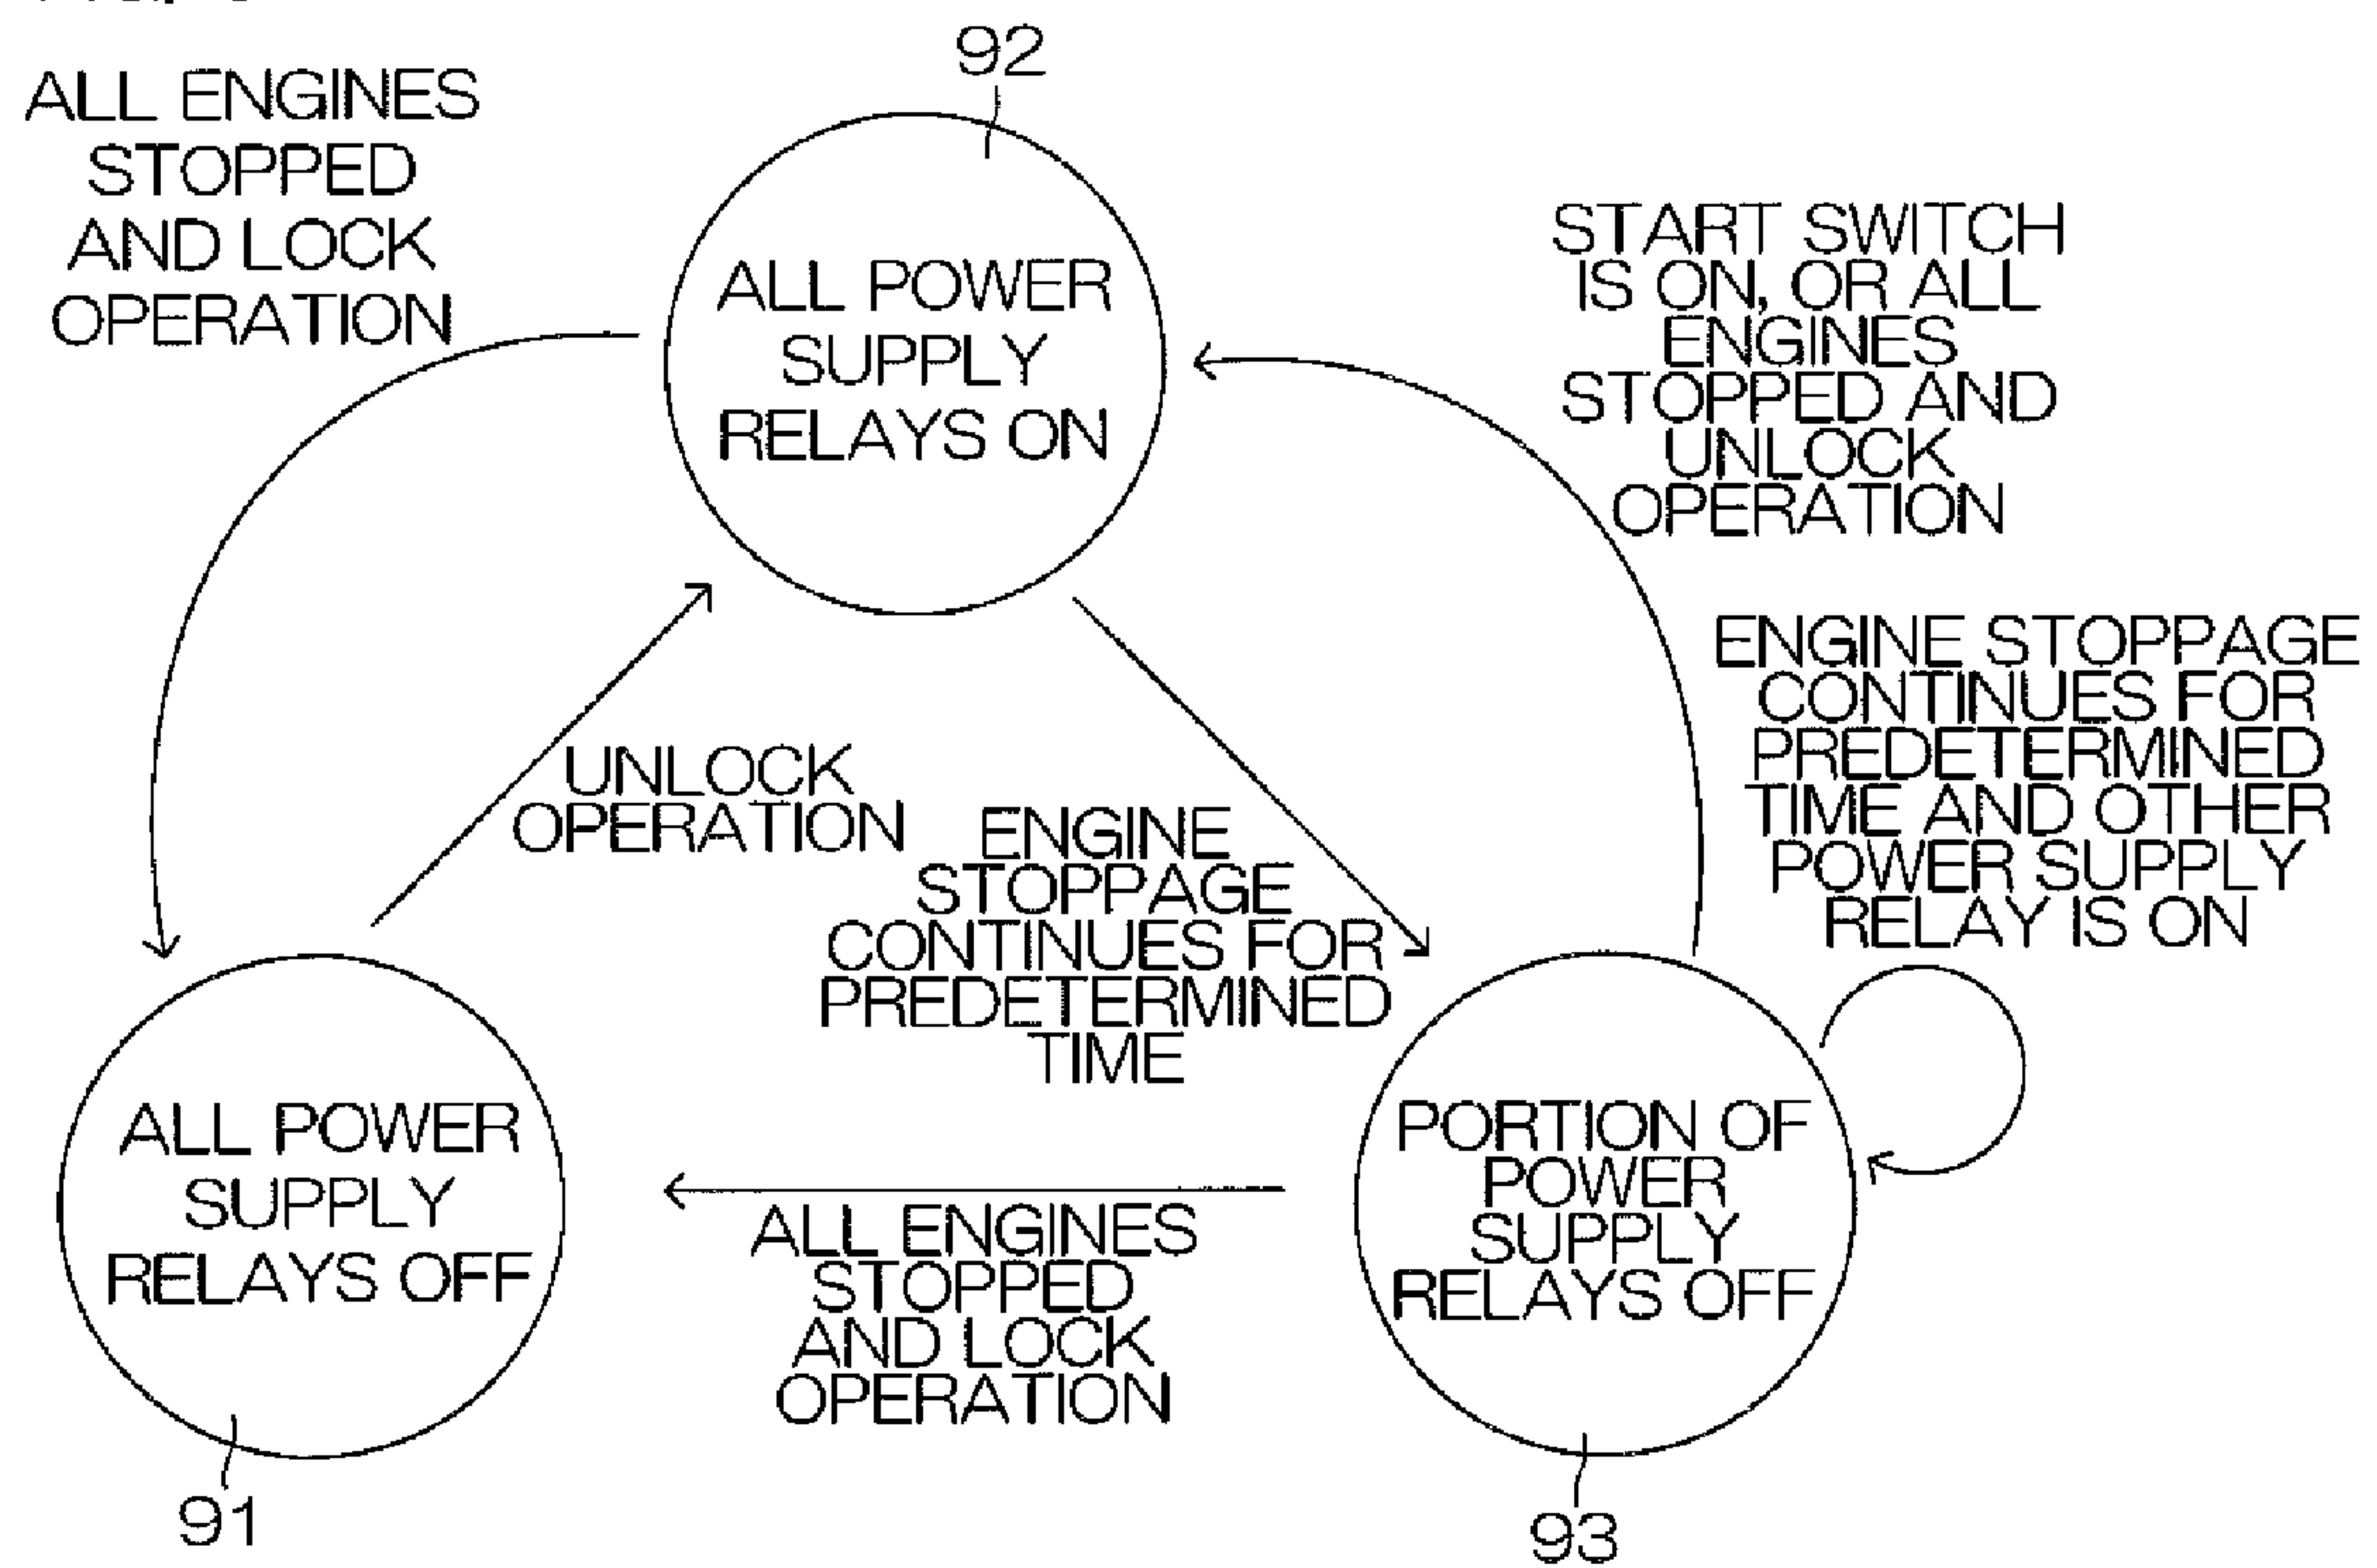 92
ALL ENGINES
STOPPED
AND LOCK
OPERATION
ALL POWER
SUPPLY
RELAYS ON
START SWITCH
IS ON, OR ALL
ENGINES
STOPPED AND
UNLOCK
OPERATION
UNLOCK
OPERATION
ENGINE
STOPPAGE
CONTINUES FOR
PREDETERMINED
TIME
ENGINE STOPPAGE
CONTINUES FOR
PREDETERMINED
TIME AND OTHER
POWER SUPPLY
RELAY IS ON
ALL POWER
SUPPLY
RELAYS OFF
ALL ENGINES
STOPPED
AND LOCK
OPERATION
PORTION OF
POWER
SUPPLY
RELAYS OFF
91
93